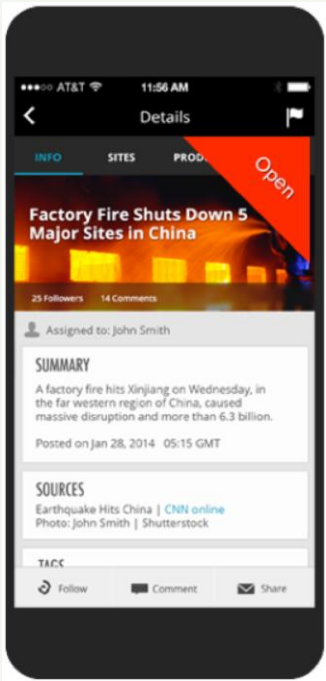 AT&T 11:56 AM
Details
INFO SITES PROD
Open
Factory Fire Shuts Down 5
Major Sites in China
25 Followers 14 Comments
Assigned to: John Smith
SUMMARY
A factory fire hits Xinjiang on Wednesday, in
the far western region of China, caused
massive disruption and more than 6.3 billion.
Posted on Jan 28, 2014 05:15 GMT
SOURCES
Earthquake Hits China | CNN online
Photo: John Smith | Shutterstock
TAGS
Follow Comment Share